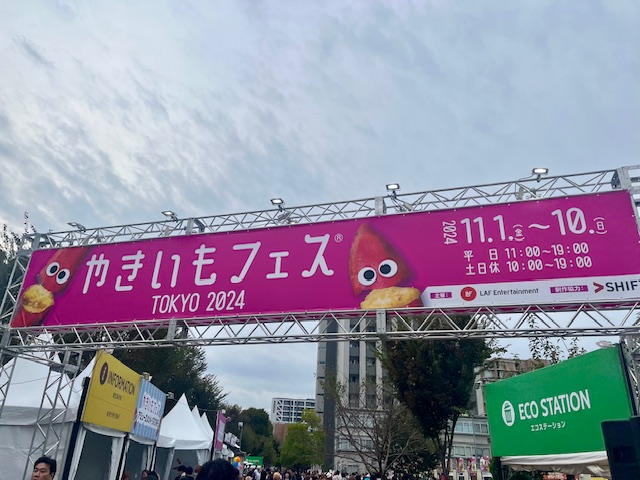 やきいもフェス®
TOKYO 2024
2024 11.1.(金)〜10.(日)
平日 11:00〜19:00
土日休 10:00〜19:00
主催: LAF Entertainment
制作協力: SHIF
INFORMATION
ECO STATION
エコステーション